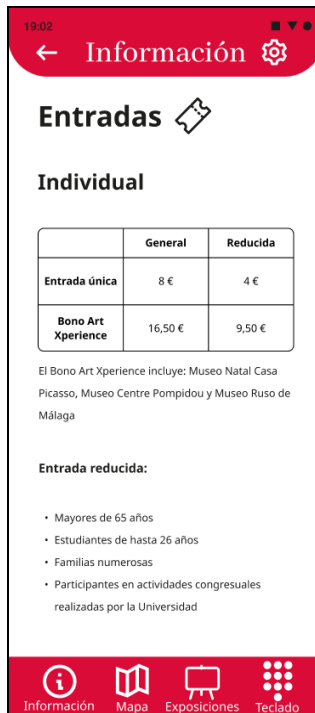 19:02
Información
Entradas
Individual
General Reducida
Entrada única 8 € 4 €
Bono Art
Xperience 16,50 € 9,50 €
El Bono Art Xperience incluye: Museo Natal Casa
Picasso, Museo Centre Pompidou y Museo Ruso de
Málaga
Entrada reducida:
• Mayores de 65 años
• Estudiantes de hasta 26 años
• Familias numerosas
• Participantes en actividades congresuales
realizadas por la Universidad
Información Mapa Exposiciones Teclado